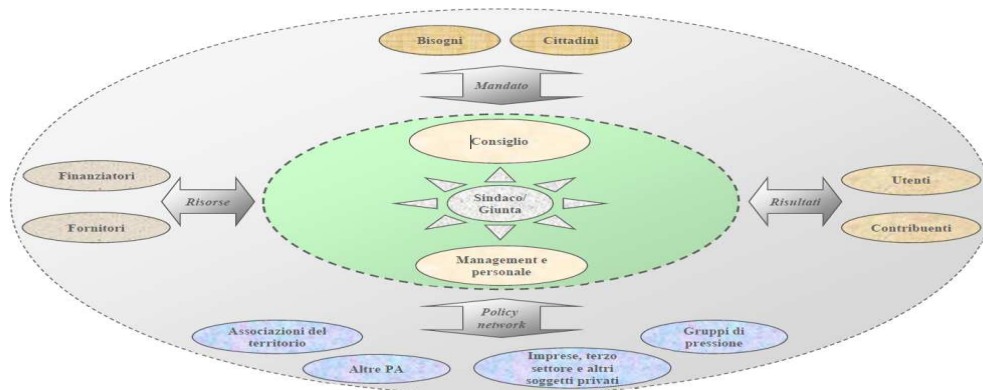 Bisogni
Cittadini
Mandato
Consiglio
Finanziatori
Fornitori
Risorse
Sindaco/
Giunta
Risultati
Utenti
Contribuenti
Management e
personale
Policy
network
Associazioni del
territorio
Altre PA
Imprese, terzo
settore e altri
soggetti privati
Gruppi di
pressione